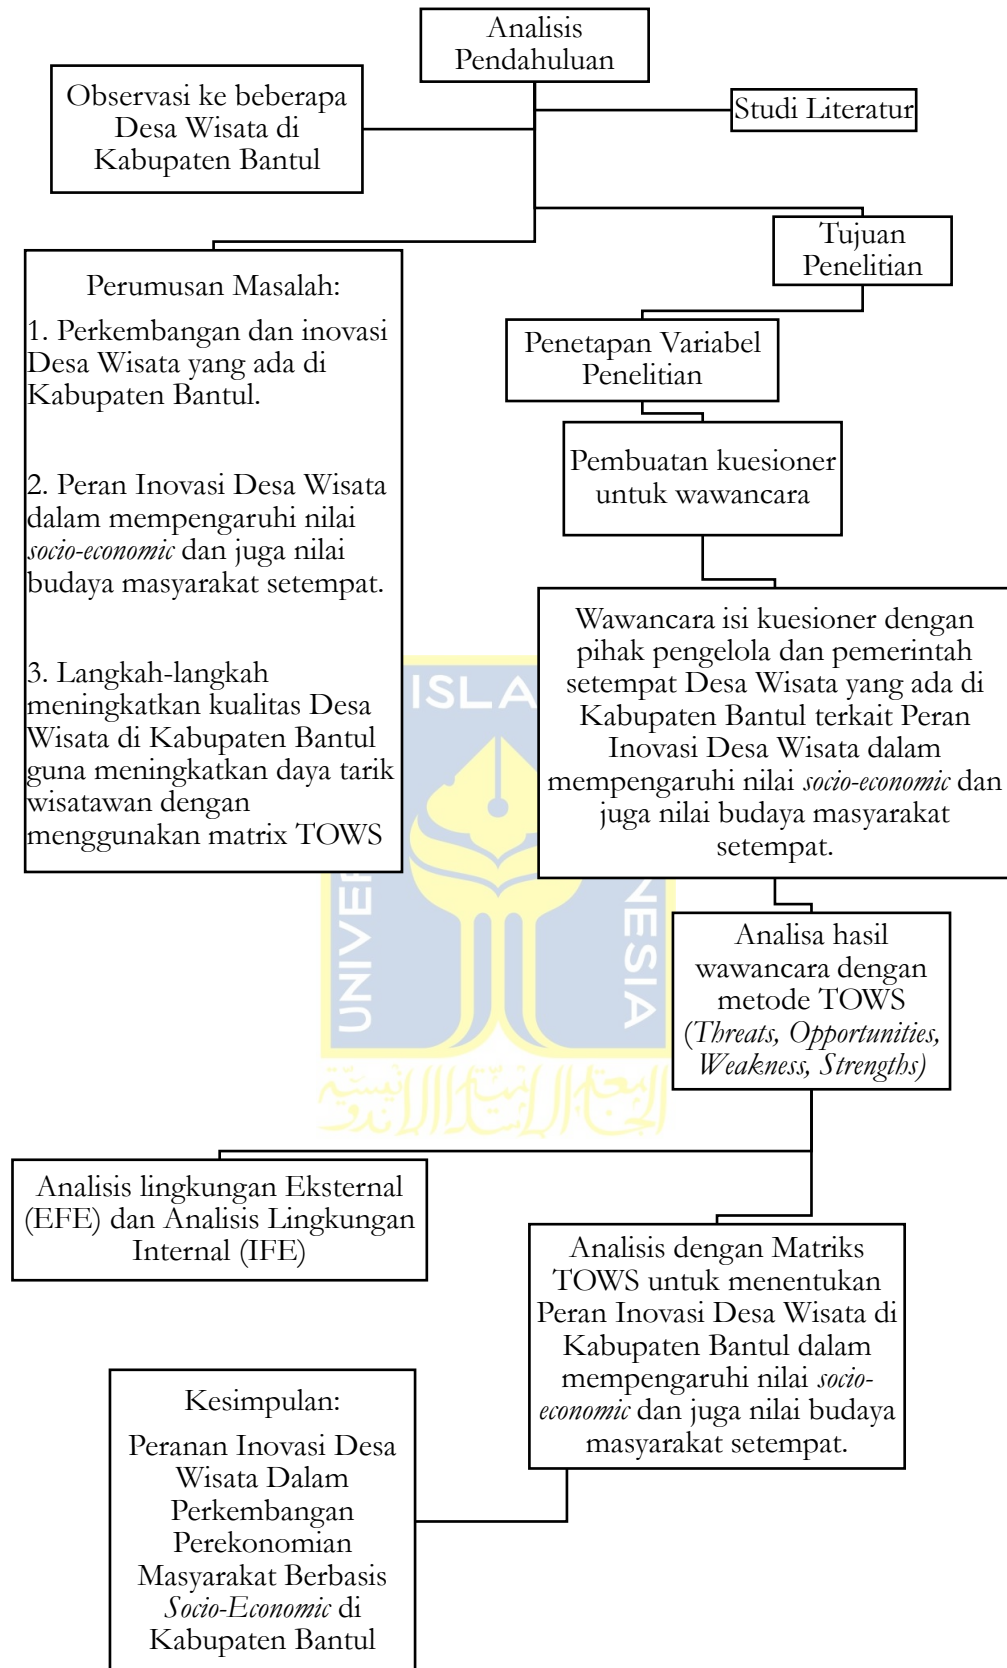 Analisis
Pendahuluan
Observasi ke beberapa
Desa Wisata di
Kabupaten Bantul
Studi Literatur
Tujuan
Penelitian
Perumusan Masalah:
1. Perkembangan dan inovasi
Desa Wisata yang ada di
Kabupaten Bantul.
2. Peran Inovasi Desa Wisata
dalam mempengaruhi nilai
socio-economic dan juga nilai
budaya masyarakat setempat.
3. Langkah-langkah
meningkatkan kualitas Desa
Wisata di Kabupaten Bantul
guna meningkatkan daya tarik
wisatawan dengan
menggunakan matrix TOWS
Penetapan Variabel
Penelitian
Pembuatan kuesioner
untuk wawancara
Wawancara isi kuesioner dengan
pihak pengelola dan pemerintah
setempat Desa Wisata yang ada di
Kabupaten Bantul terkait Peran
Inovasi Desa Wisata dalam
mempengaruhi nilai socio-economic dan
juga nilai budaya masyarakat
setempat.
ISLA
UNIVER
NESIA
Analisa hasil
wawancara dengan
metode TOWS
(Threats, Opportunities,
Weakness, Strengths)
Analisis lingkungan Eksternal
(EFE) dan Analisis Lingkungan
Internal (IFE)
Analisis dengan Matriks
TOWS untuk menentukan
Peran Inovasi Desa Wisata di
Kabupaten Bantul dalam
mempengaruhi nilai socio-
economic dan juga nilai budaya
masyarakat setempat.
Kesimpulan:
Peranan Inovasi Desa
Wisata Dalam
Perkembangan
Perekonomian
Masyarakat Berbasis
Socio-Economic di
Kabupaten Bantul